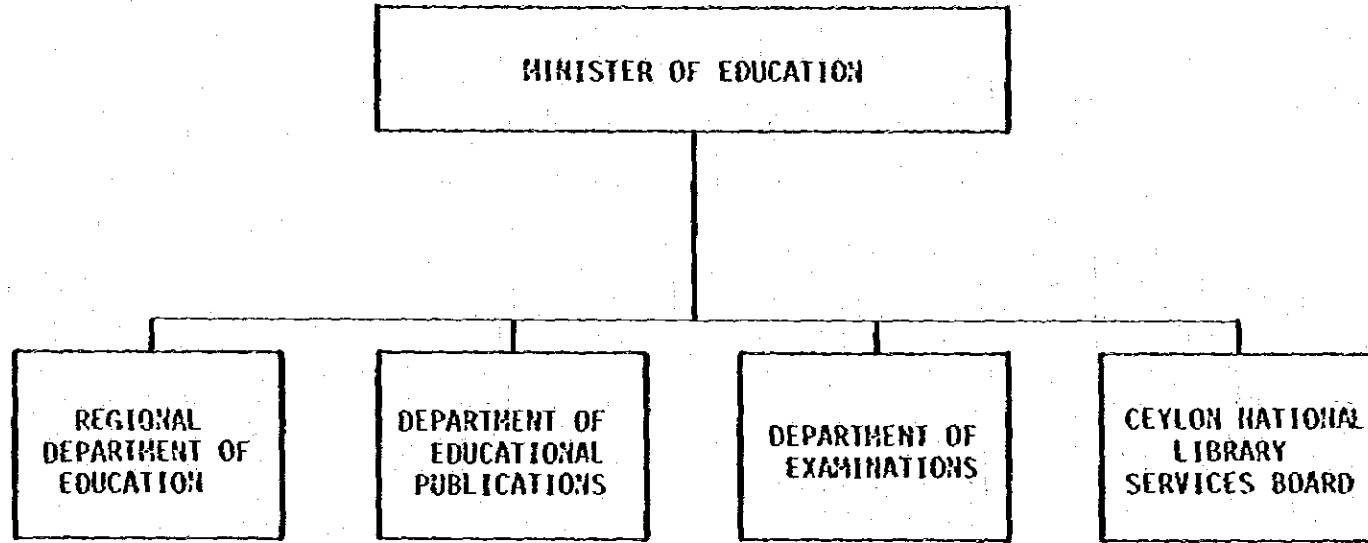 MINISTER OF EDUCATION
REGIONAL
DEPARTMENT OF
EDUCATION
DEPARTMENT OF
EDUCATIONAL
PUBLICATIONS
DEPARTMENT OF
EXAMINATIONS
CEYLON NATIONAL
LIBRARY
SERVICES BOARD